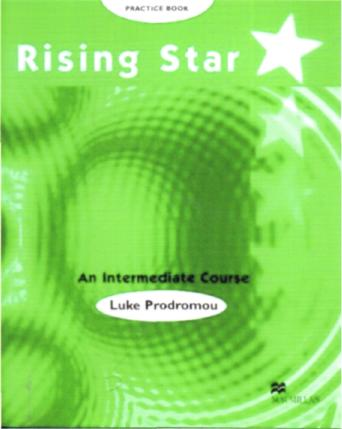 PRACTICE BOOK
Rising Star
An Intermediate Course
Luke Prodromou
MACMILLAN